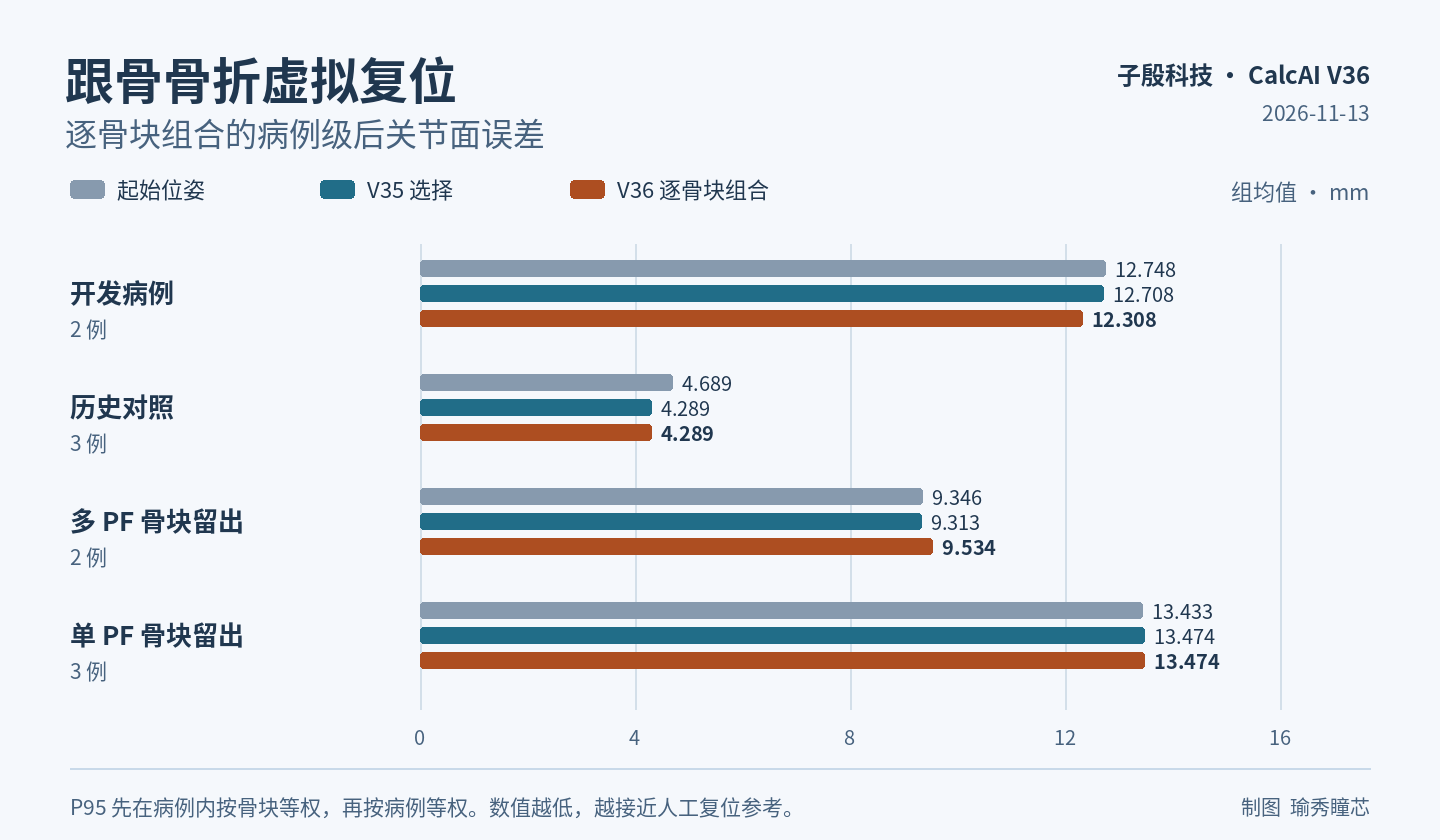 跟骨骨折虚拟复位
子殷科技 · CalcAI V36
逐骨块组合的病例级后关节面误差
2026-11-13
起始位姿
V35 选择
V36 逐骨块组合
组均值 · mm
开发病例
2 例
12.748
12.708
12.308
历史对照
3 例
4.689
4.289
4.289
多 PF 骨块留出
2 例
9.346
9.313
9.534
单 PF 骨块留出
3 例
13.433
13.474
13.474
0 4 8 12 16
P95 先在病例内按骨块等权，再按病例等权。数值越低，越接近人工复位参考。
制图 瑜秀瞳芯